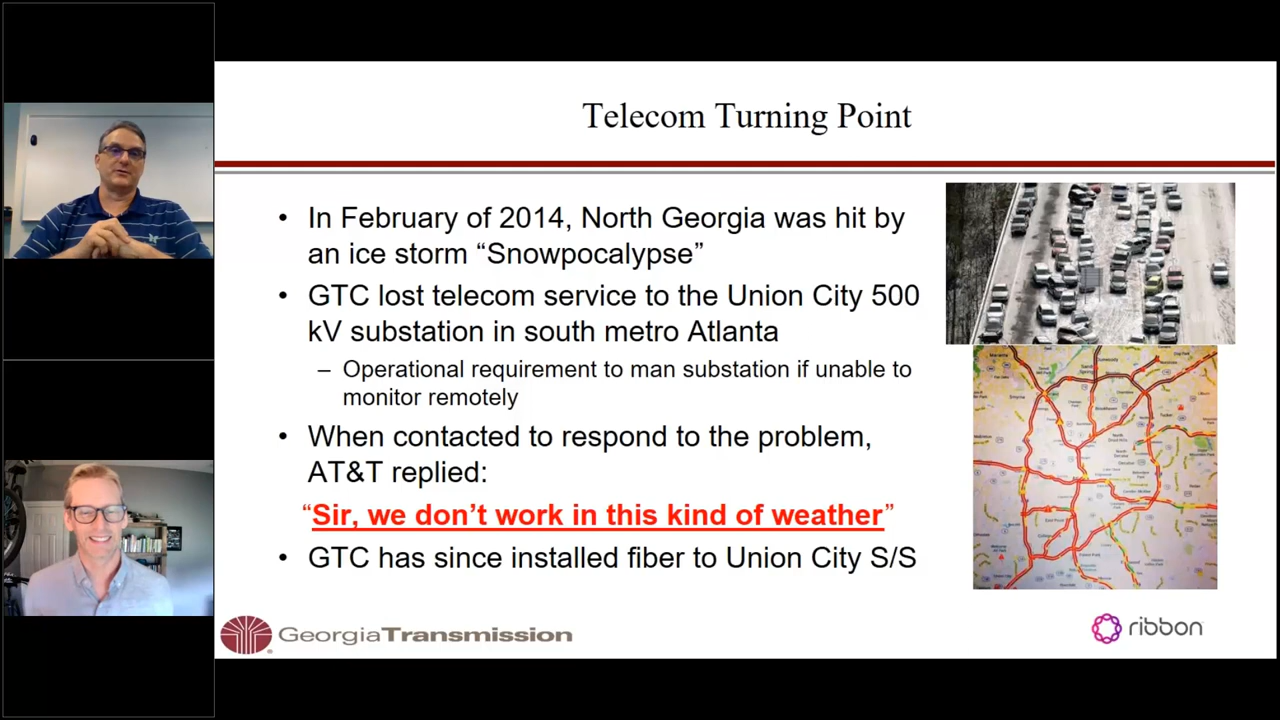 Telecom Turning Point
• In February of 2014, North Georgia was hit by
an ice storm “Snowpocalypse”
• GTC lost telecom service to the Union City 500
kV substation in south metro Atlanta
– Operational requirement to man substation if unable to
monitor remotely
• When contacted to respond to the problem,
AT&T replied:
“Sir, we don’t work in this kind of weather”
• GTC has since installed fiber to Union City S/S
GeorgiaTransmission
ribbon